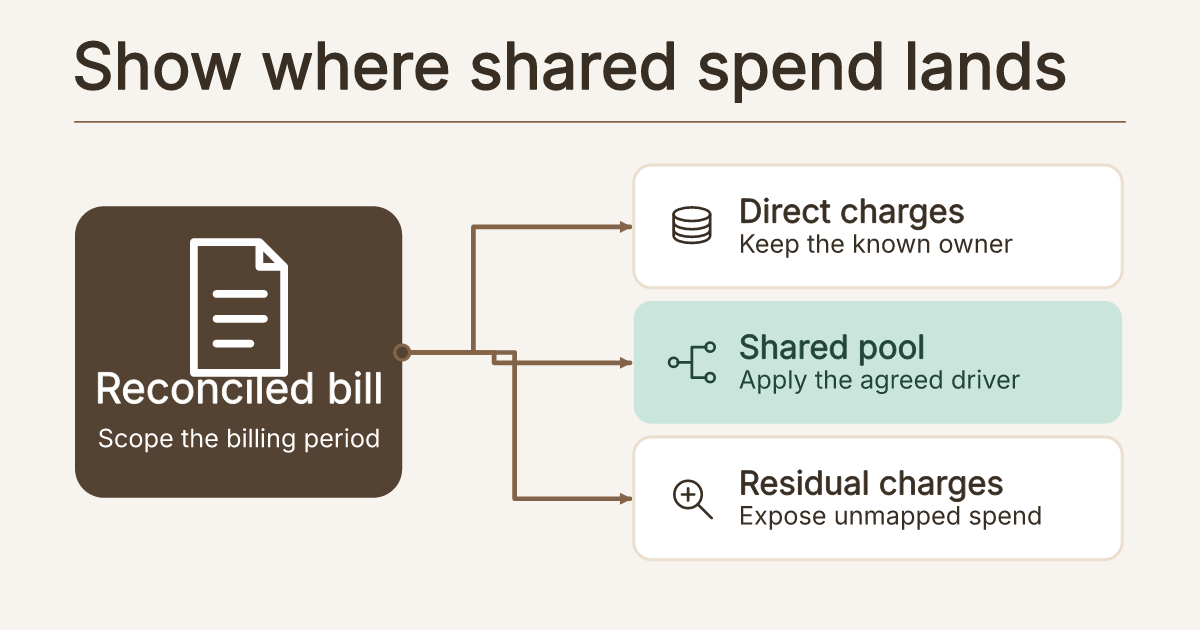 Show where shared spend lands
Reconciled bill
Scope the billing period
Direct charges
Keep the known owner
Shared pool
Apply the agreed driver
Residual charges
Expose unmapped spend